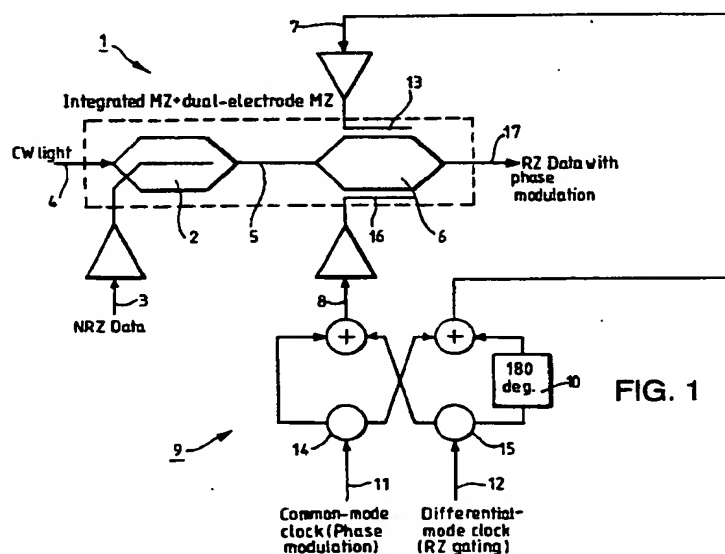 1
7
Integrated MZ+dual-electrode MZ
13
CW light
4
2
5
6
16
17
RZ Data with
phase
modulation
3
NRZ Data
8
+
+
180
deg.
10
FIG. 1
9
14
15
11
12
Common-mode
clock (Phase
modulation)
Differential-
mode clock
(RZ gating)